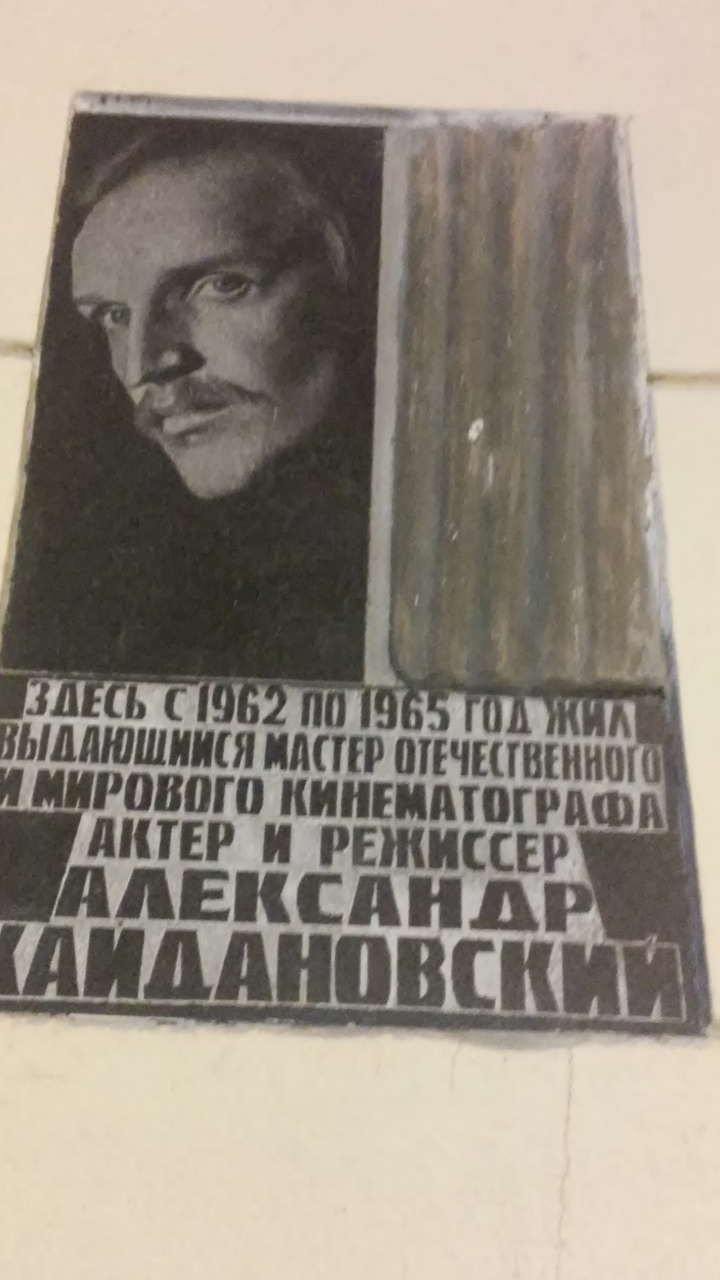 ЗДЕСЬ С 1962 ПО 1965 ГОД ЖИЛ
ВЫДАЮЩИЙСЯ МАСТЕР ОТЕЧЕСТВЕННОГО
И МИРОВОГО КИНЕМАТОГРАФА
АКТЕР И РЕЖИССЕР
АЛЕКСАНДР
КАЙДАНОВСКИЙ